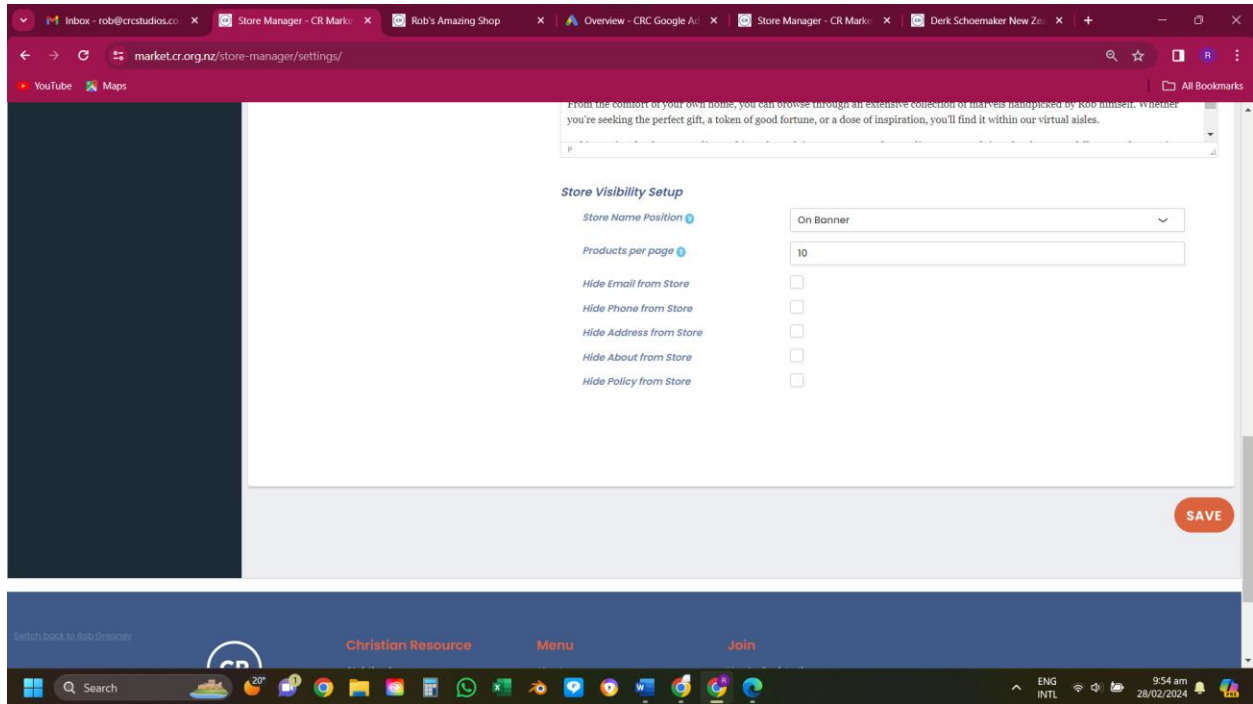 Inbox - rob@crcstudios.co.
Store Manager - CR Marke
Rob's Amazing Shop
Overview - CRC Google Ad
Store Manager - CR Marke
Derk Schoemaker New Ze
market.cr.org.nz/store-manager/settings/
R
YouTube
Maps
All Bookmarks
From the comfort of your own home, you can browse through an extensive collection of marvels handpicked by Rob himself. Whether
you're seeking the perfect gift, a token of good fortune, or a dose of inspiration, you'll find it within our virtual aisles.
P
Store Visibility Setup
Store Name Position
On Banner
Products per page
10
Hide Email from Store
Hide Phone from Store
Hide Address from Store
Hide About from Store
Hide Policy from Store
SAVE
Switch back to Rob Greaney
CR
Christian Resource
Menu
Join
Search
20°
ENG
INTL
9:54 am
28/02/2024